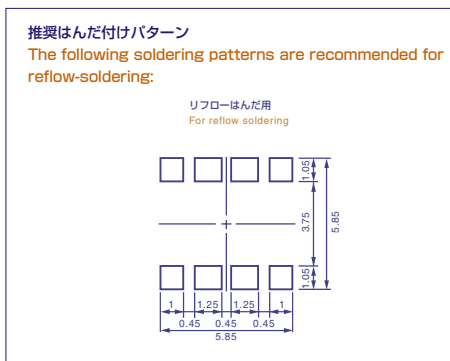 推奨はんだ付けパターン
The following soldering patterns are recommended for
reflow-soldering:
リフローはんだ用
For reflow soldering
1.05
3.75
5.85
1.05
1 1.25 1.25 1
0.45 0.45 0.45
5.85